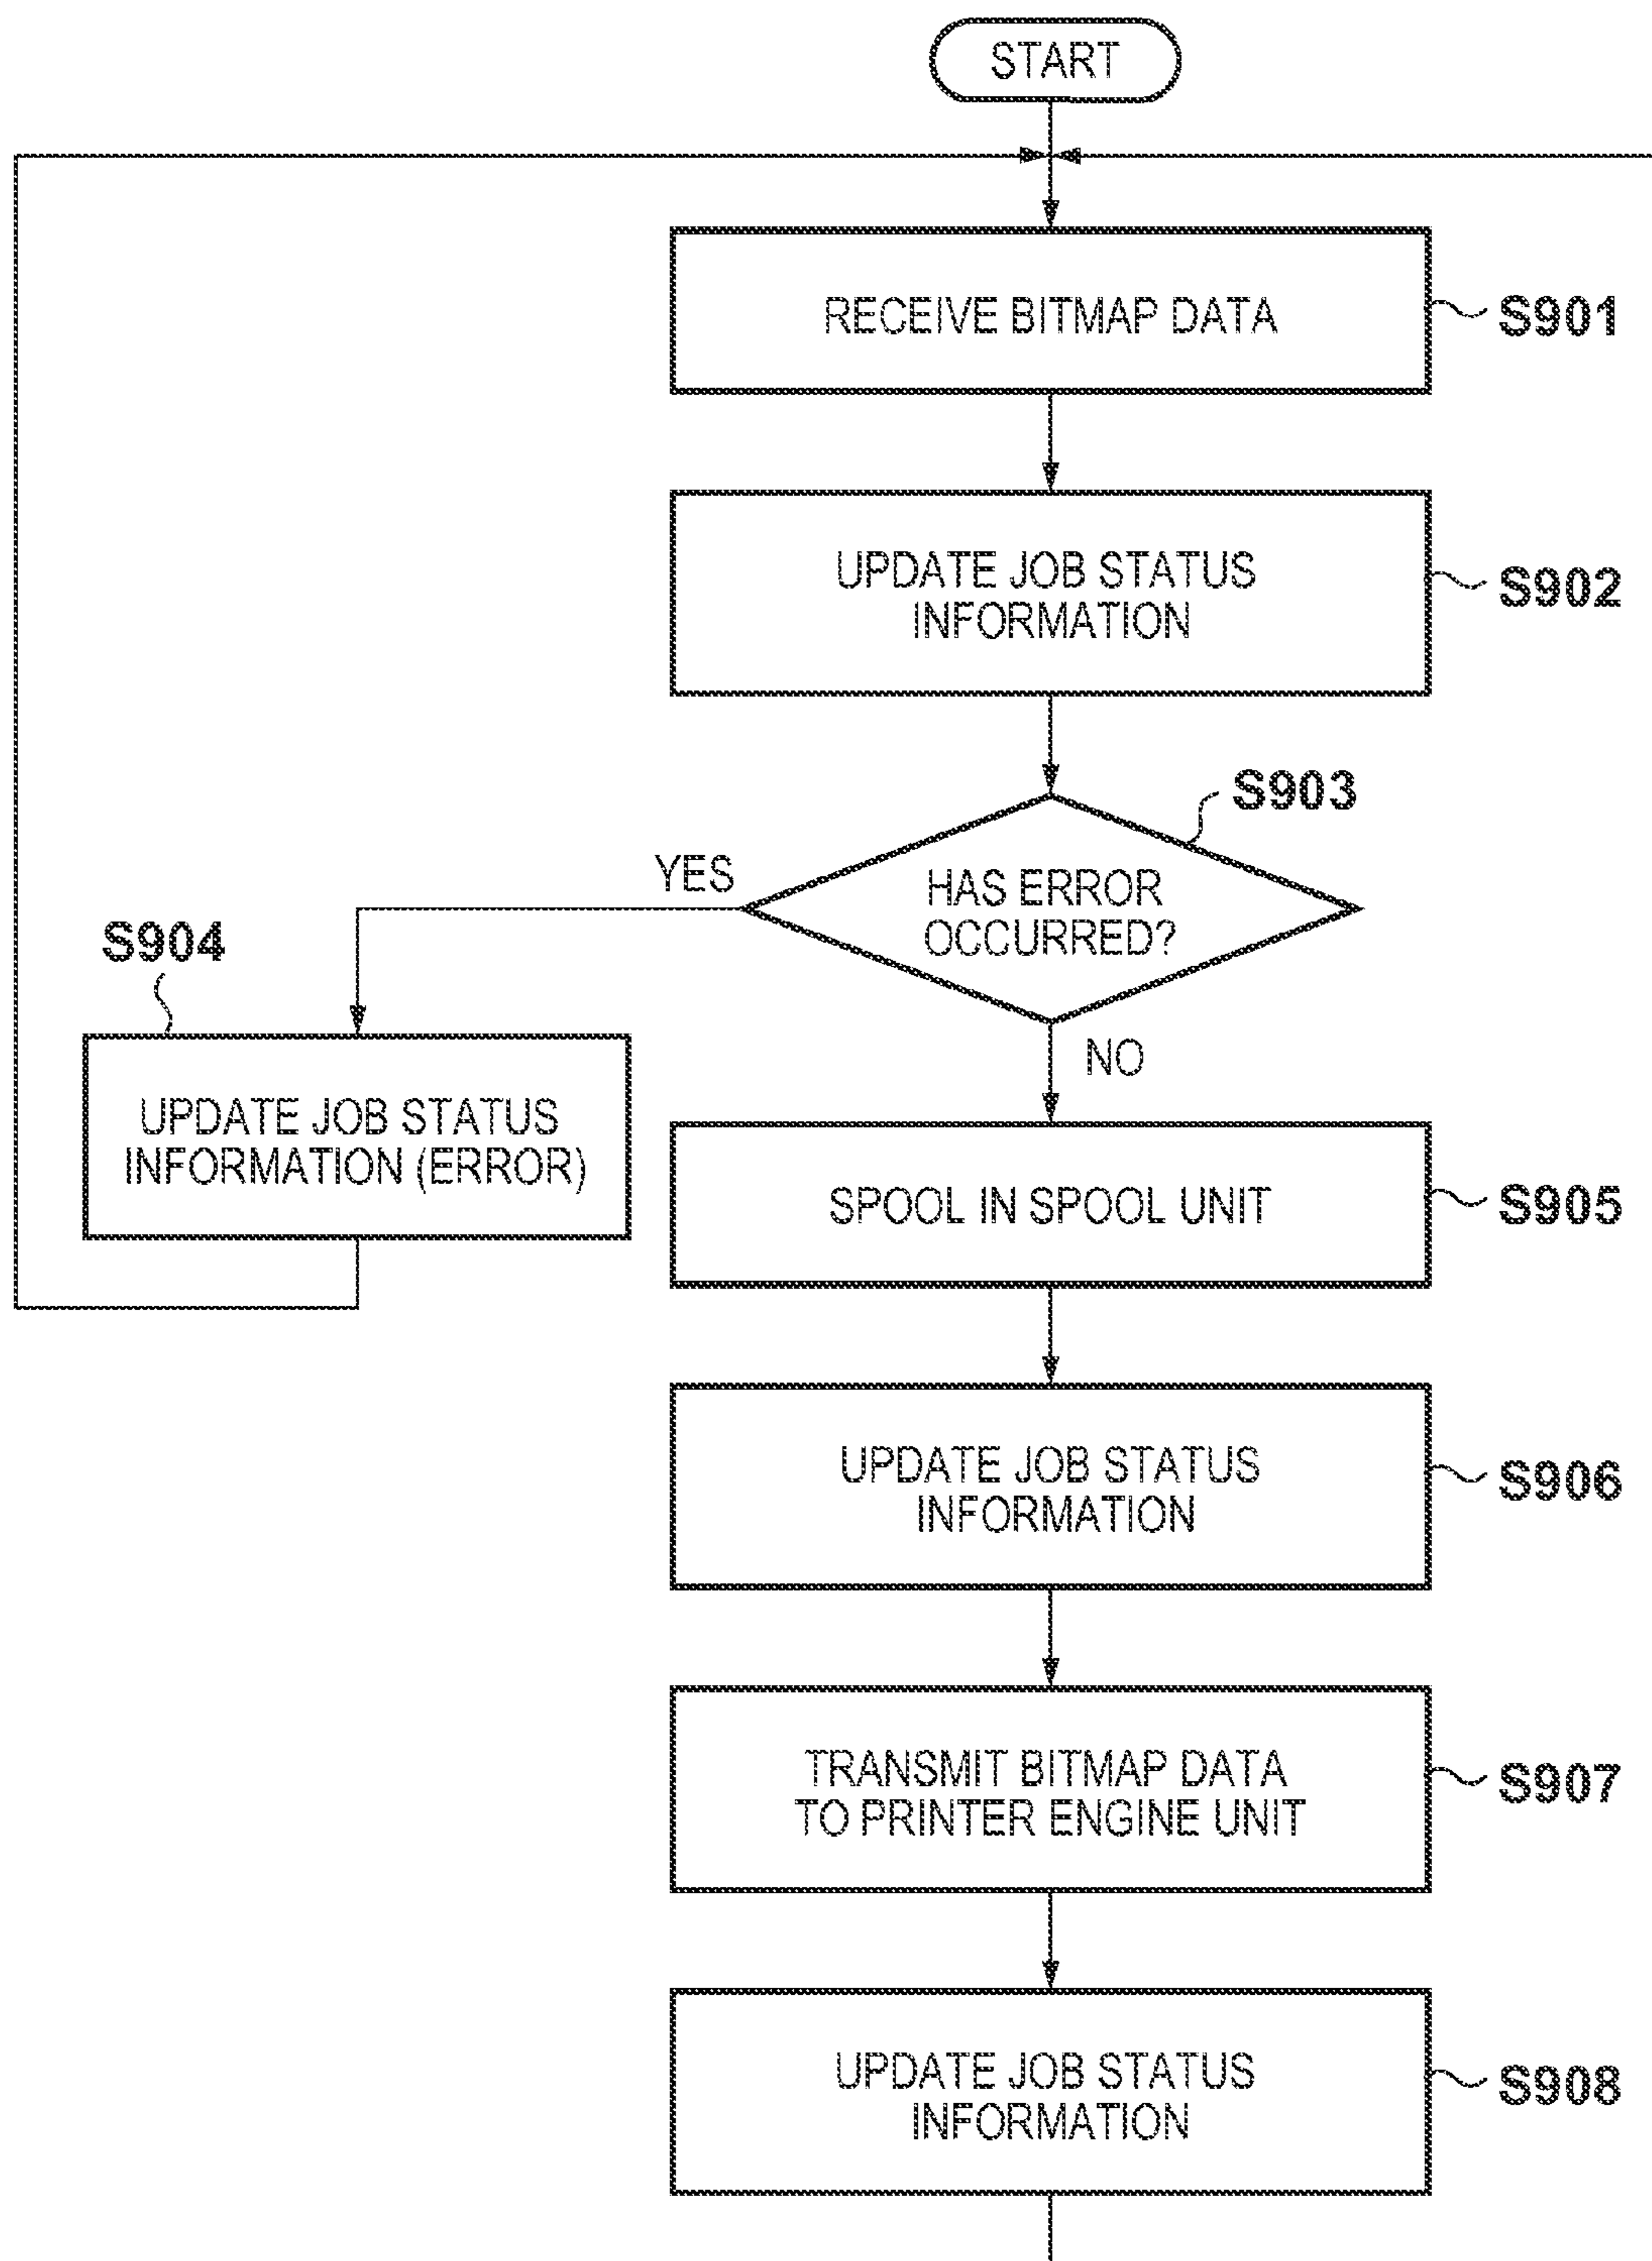 START
RECEIVE BITMAP DATA
S901
UPDATE JOB STATUS
INFORMATION
S902
S903
HAS ERROR
OCCURRED?
YES
NO
S904
UPDATE JOB STATUS
INFORMATION (ERROR)
SPOOL IN SPOOL UNIT
S905
UPDATE JOB STATUS
INFORMATION
S906
TRANSMIT BITMAP DATA
TO PRINTER ENGINE UNIT
S907
UPDATE JOB STATUS
INFORMATION
S908